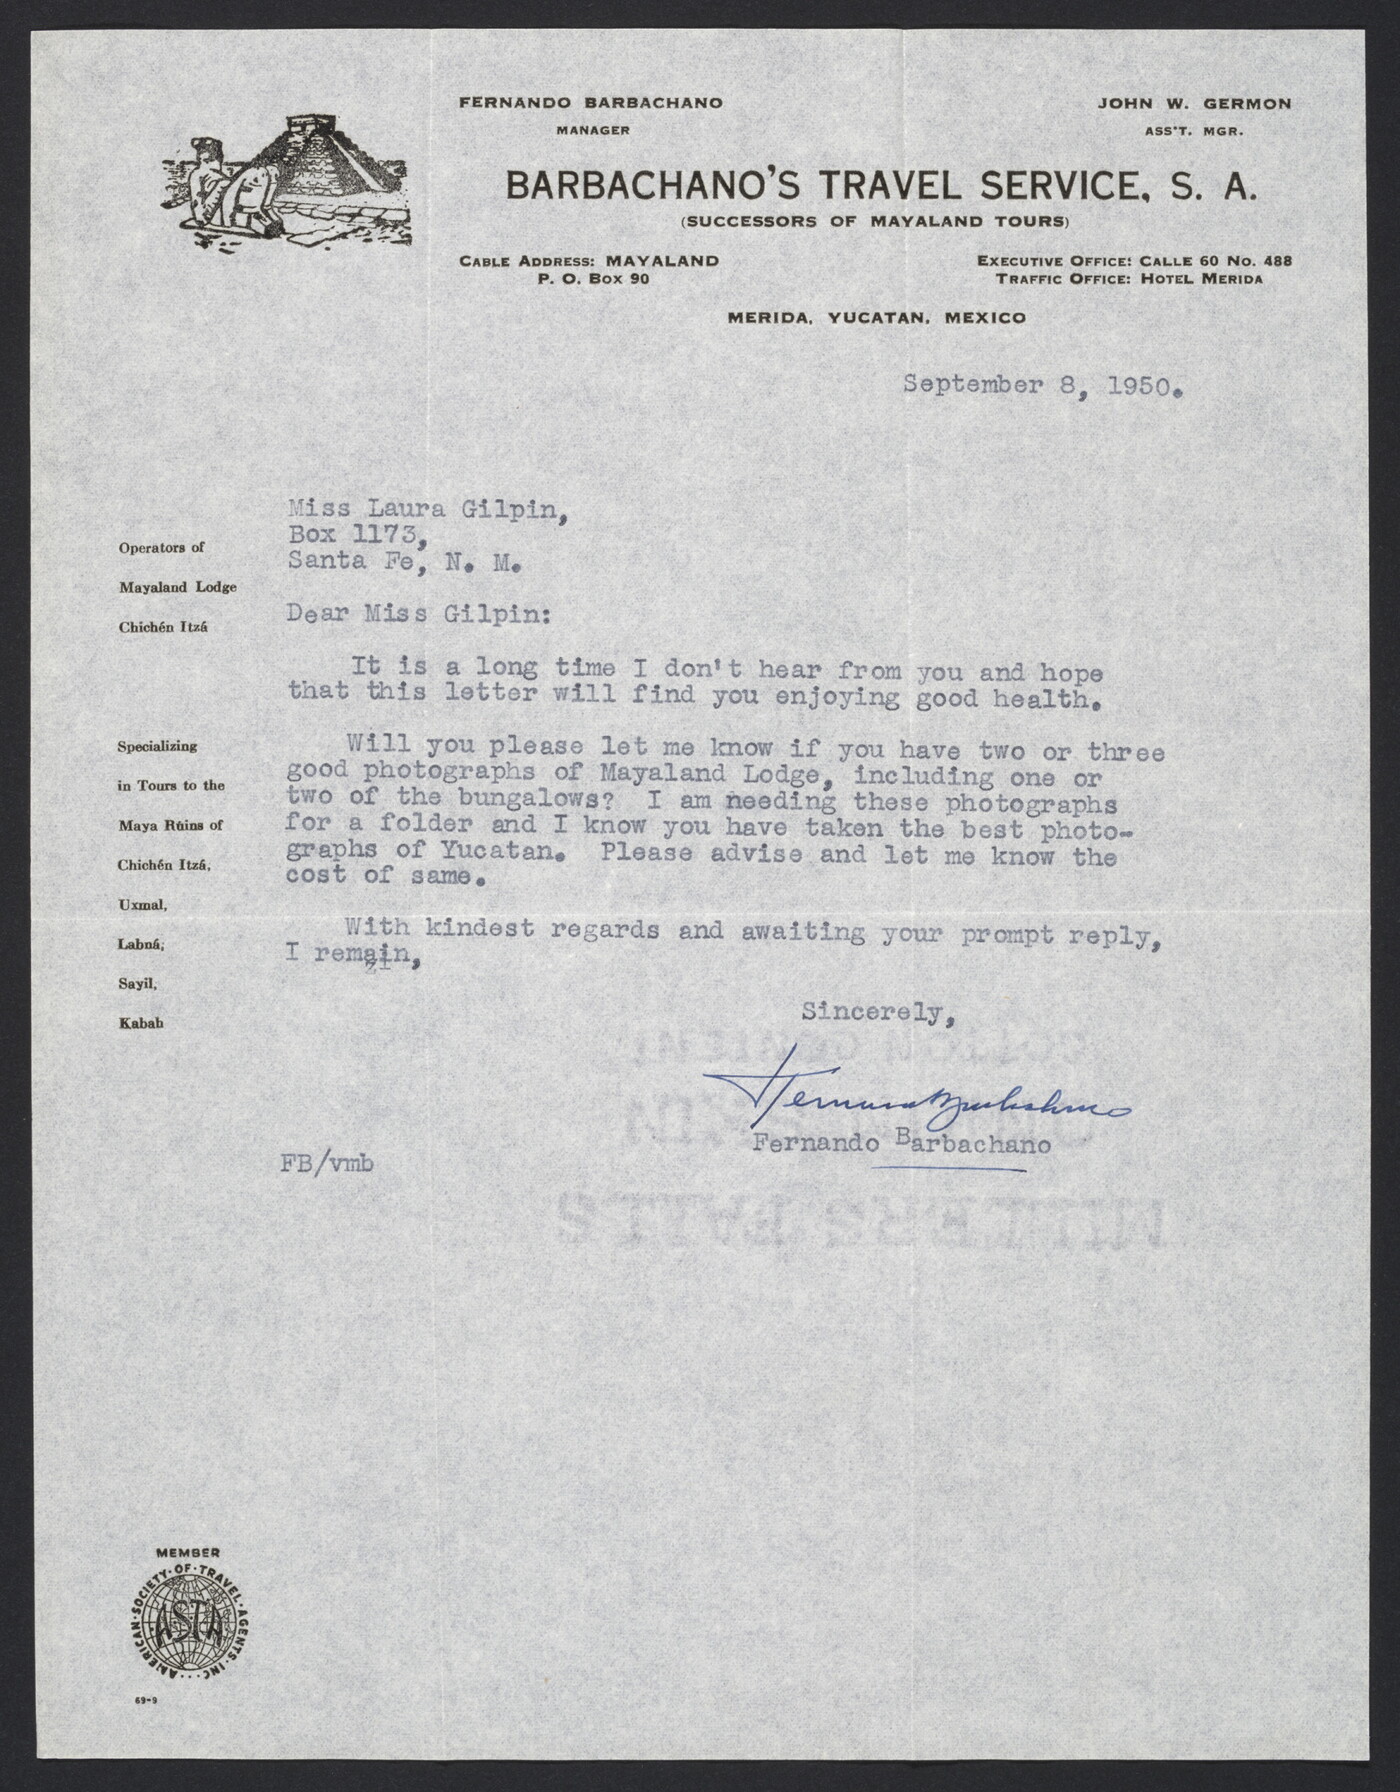 FERNANDO BARBACHANO
MANAGER
JOHN W. GERMON
ASS'T. MGR.
BARBACHANO'S TRAVEL SERVICE, S. A.
(SUCCESSORS OF MAYALAND TOURS)
CABLE ADDRESS: MAYALAND
P. O. BOX 90
EXECUTIVE OFFICE: CALLE 60 NO. 488
TRAFFIC OFFICE: HOTEL MERIDA
MERIDA, YUCATAN, MEXICO
September 8, 1950.
Miss Laura Gilpin,
Box 1173,
Santa Fe, N. M.
Dear Miss Gilpin:
It is a long time I don't hear from you and hope
that this letter will find you enjoying good health.
Will you please let me know if you have two or three
good photographs of Mayaland Lodge, including one or
two of the bungalows? I am needing these photographs
for a folder and I know you have taken the best photo-
graphs of Yucatan. Please advise and let me know the
cost of same.
With kindest regards and awaiting your prompt reply,
I remain,
Sincerely,
Fernando Barbachano
Fernando Barbachano
FB/vmb
Operators of
Mayaland Lodge
Chichén Itzá
Specializing
in Tours to the
Maya Rúins of
Chichén Itzá,
Uxmal,
Labná,
Sayil,
Kabah
MEMBER
AMERICAN·SOCIETY·OF·TRAVEL·AGENTS·INC···
ASTA
69-9